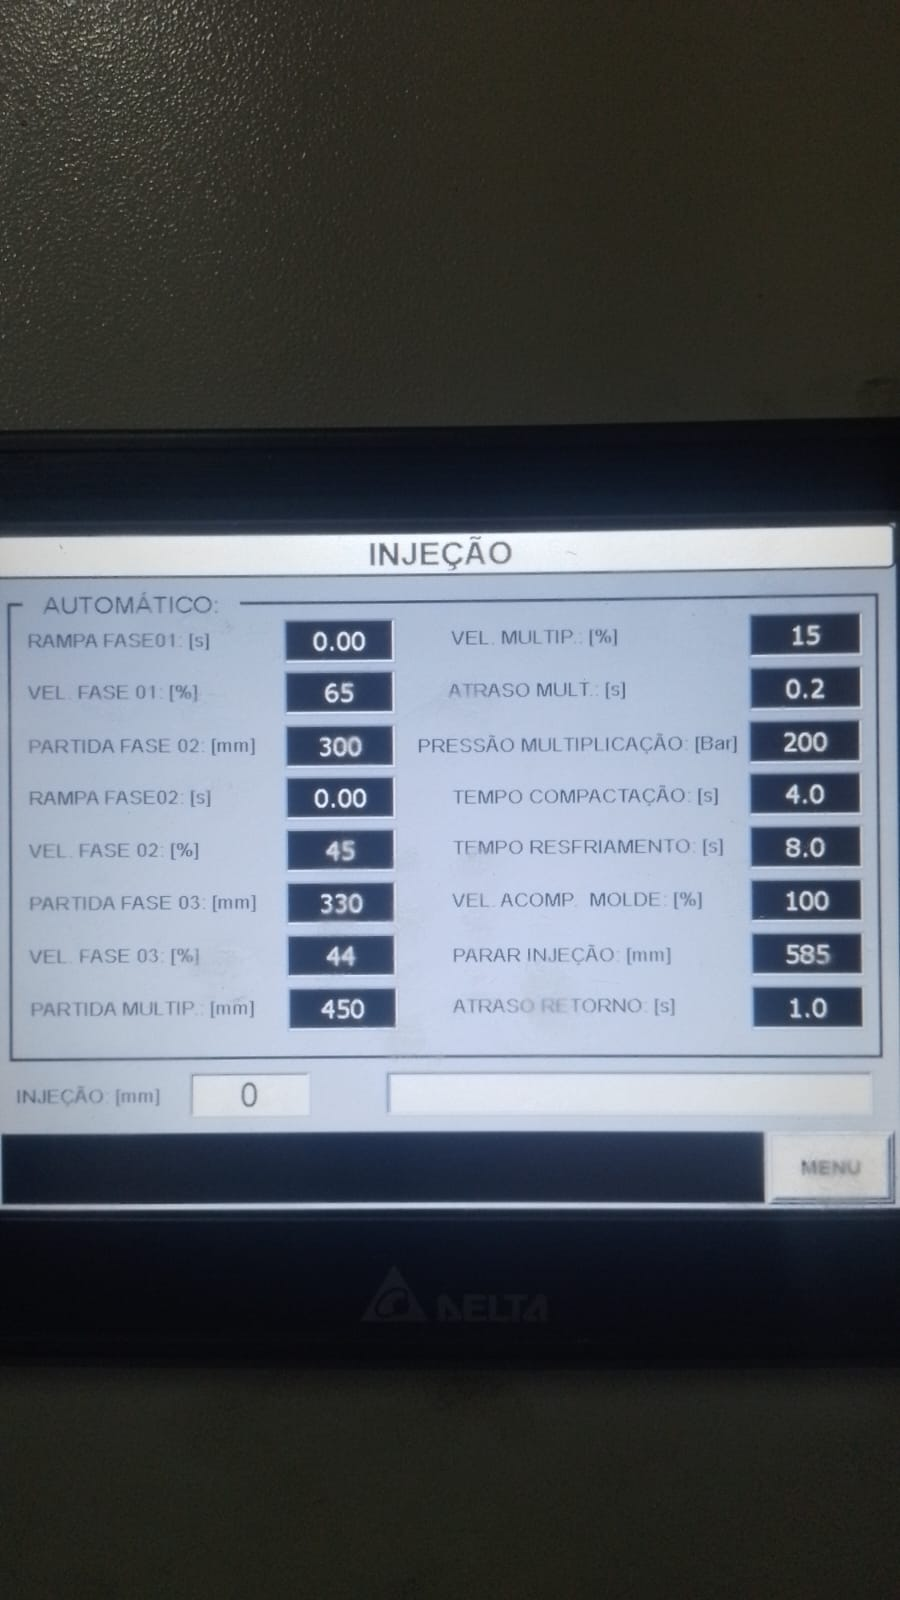 INJEÇÃO
AUTOMÁTICO:
RAMPA FASE01: [s] 0.00
VEL. FASE 01: [%] 65
PARTIDA FASE 02: [mm] 300
RAMPA FASE02: [s] 0.00
VEL. FASE 02: [%] 45
PARTIDA FASE 03: [mm] 330
VEL. FASE 03: [%] 44
PARTIDA MULTIP.: [mm] 450
VEL. MULTIP.: [%] 15
ATRASO MULT.: [s] 0.2
PRESSÃO MULTIPLICAÇÃO: [Bar] 200
TEMPO COMPACTAÇÃO: [s] 4.0
TEMPO RESFRIAMENTO: [s] 8.0
VEL. ACOMP. MOLDE: [%] 100
PARAR INJEÇÃO: [mm] 585
ATRASO RETORNO: [s] 1.0
INJEÇÃO: [mm] 0
MENU
DELTA